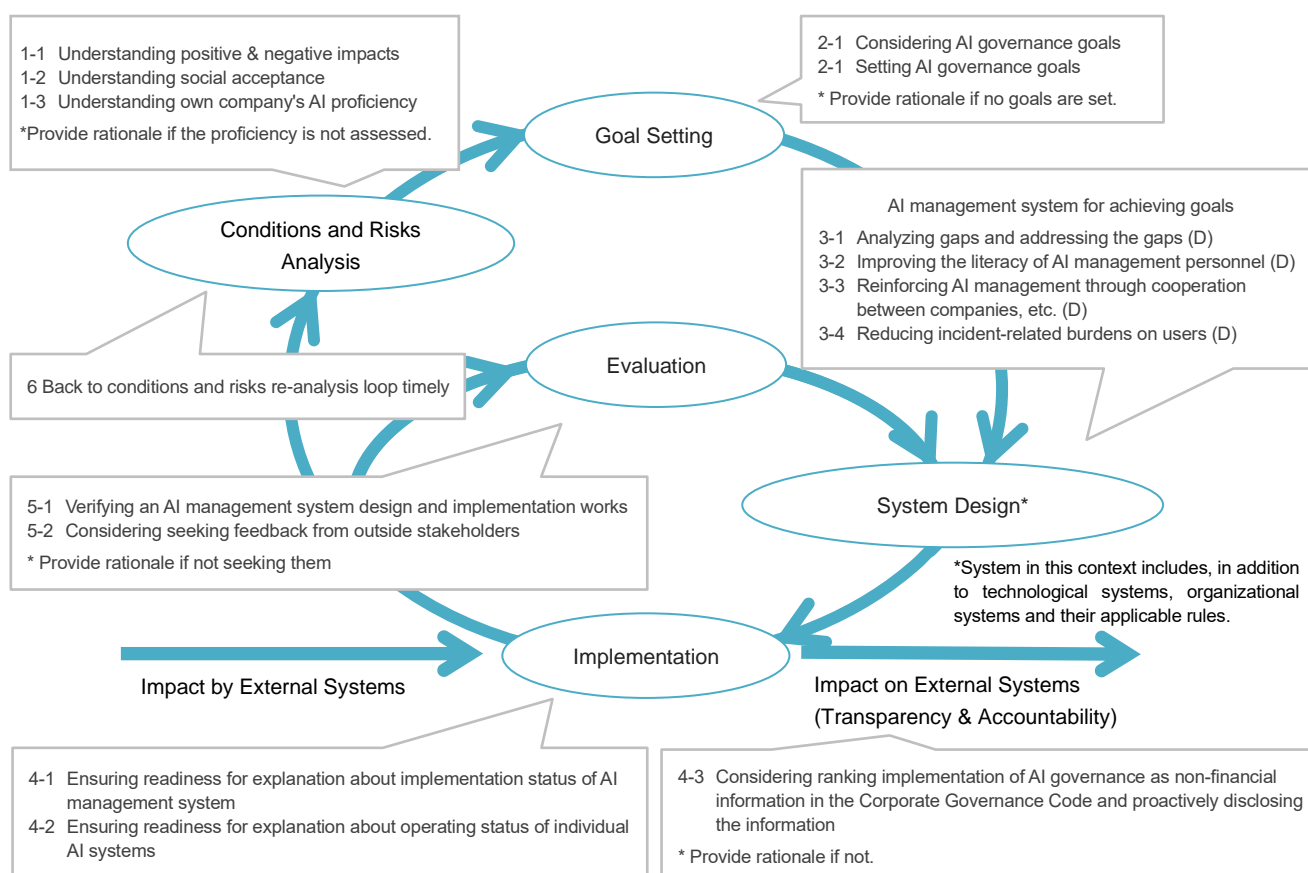 1-1 Understanding positive & negative impacts
1-2 Understanding social acceptance
1-3 Understanding own company's AI proficiency
*Provide rationale if the proficiency is not assessed.
2-1 Considering AI governance goals
2-1 Setting AI governance goals
* Provide rationale if no goals are set.
Goal Setting
Conditions and Risks
Analysis
AI management system for achieving goals
3-1 Analyzing gaps and addressing the gaps (D)
3-2 Improving the literacy of AI management personnel (D)
3-3 Reinforcing AI management through cooperation
between companies, etc. (D)
3-4 Reducing incident-related burdens on users (D)
Evaluation
6 Back to conditions and risks re-analysis loop timely
5-1 Verifying an AI management system design and implementation works
5-2 Considering seeking feedback from outside stakeholders
* Provide rationale if not seeking them
System Design*
*System in this context includes, in addition
to technological systems, organizational
systems and their applicable rules.
Implementation
Impact by External Systems
Impact on External Systems
(Transparency & Accountability)
4-1 Ensuring readiness for explanation about implementation status of AI
management system
4-2 Ensuring readiness for explanation about operating status of individual
AI systems
4-3 Considering ranking implementation of AI governance as non-financial
information in the Corporate Governance Code and proactively disclosing
the information
* Provide rationale if not.